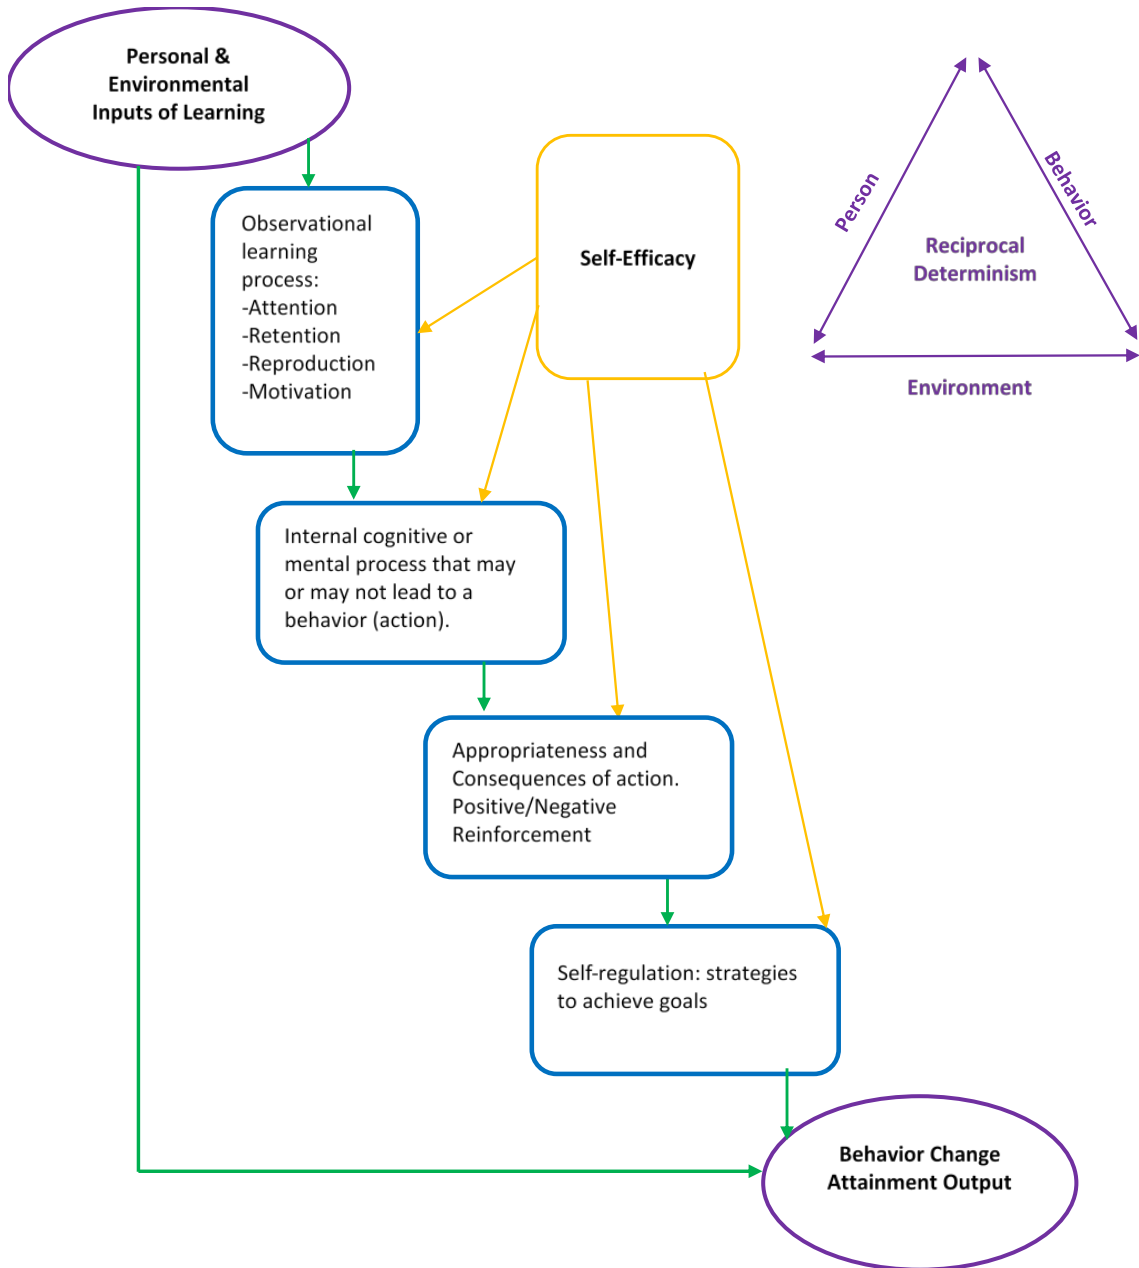 Personal &
Environmental
Inputs of Learning
Observational
learning
process:
-Attention
-Retention
-Reproduction
-Motivation
Self-Efficacy
Person
Behavior
Reciprocal
Determinism
Environment
Internal cognitive or
mental process that may
or may not lead to a
behavior (action).
Appropriateness and
Consequences of action.
Positive/Negative
Reinforcement
Self-regulation: strategies
to achieve goals
Behavior Change
Attainment Output